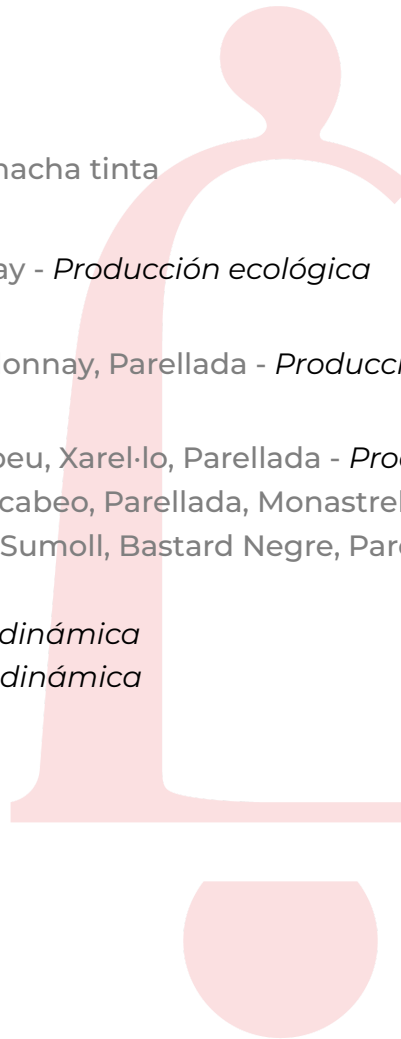 nacha tinta
ay - Producción ecológica
onnay, Parellada - Producci
beu, Xarel·lo, Parellada - Pro
cabeo, Parellada, Monastrel
Sumoll, Bastard Negre, Pare
dinámica
dinámica